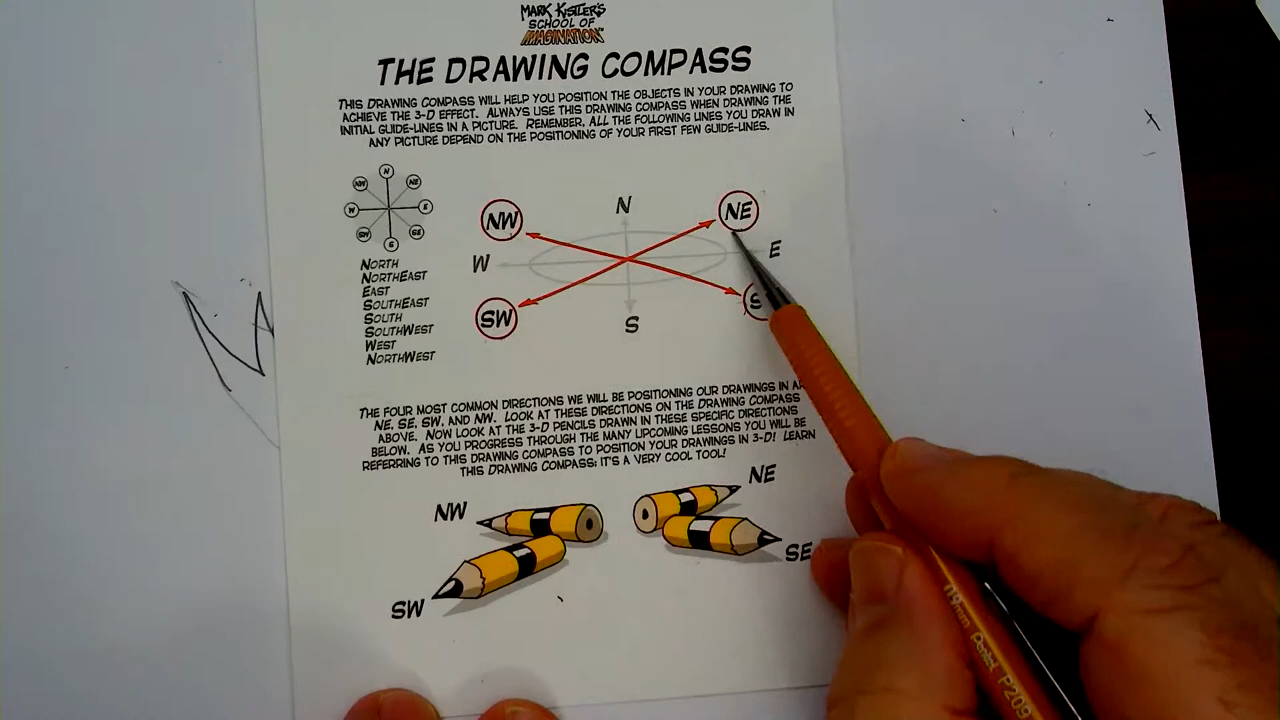 MARK KISTLER'S
SCHOOL OF
IMAGINATION™
THE DRAWING COMPASS
THIS DRAWING COMPASS WILL HELP YOU POSITION THE OBJECTS IN YOUR DRAWING TO
ACHIEVE THE 3-D EFFECT. ALWAYS USE THIS DRAWING COMPASS WHEN DRAWING THE
INITIAL GUIDE-LINES IN A PICTURE. REMEMBER, ALL THE FOLLOWING LINES YOU DRAW IN
ANY PICTURE DEPEND ON THE POSITIONING OF YOUR FIRST FEW GUIDE-LINES.
N
NW NE
W E
SW SE
S
NORTH
NORTHEAST
EAST
SOUTHEAST
SOUTH
SOUTHWEST
WEST
NORTHWEST
NW N NE
W E
SW S S
THE FOUR MOST COMMON DIRECTIONS WE WILL BE POSITIONING OUR DRAWINGS IN AR
NE, SE, SW, AND NW. LOOK AT THESE DIRECTIONS ON THE DRAWING COMPASS
ABOVE. NOW LOOK AT THE 3-D PENCILS DRAWN IN THESE SPECIFIC DIRECTIONS
BELOW. AS YOU PROGRESS THROUGH THE MANY UPCOMING LESSONS YOU WILL BE
REFERRING TO THIS DRAWING COMPASS TO POSITION YOUR DRAWINGS IN 3-D! LEARN
THIS DRAWING COMPASS; IT'S A VERY COOL TOOL!
NW NE
SW SE
0.9mm Pentel P209